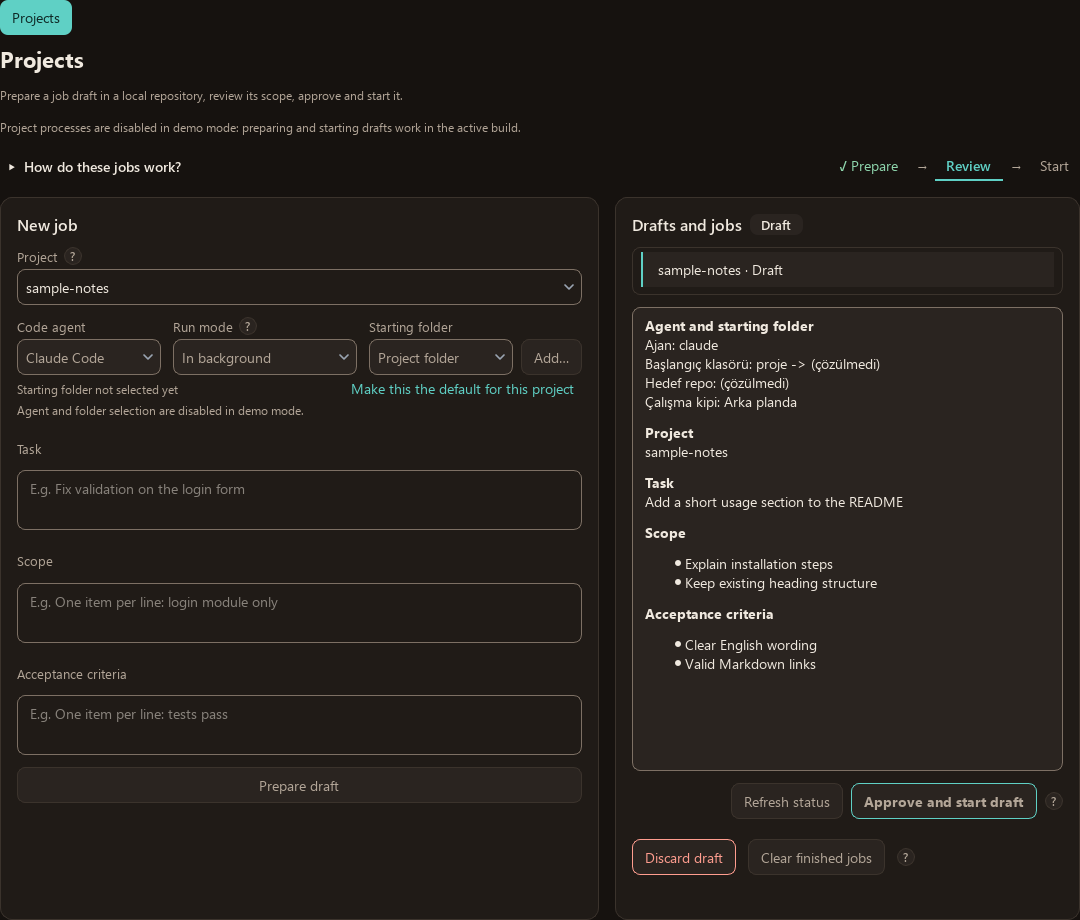 Projects
Projects
Prepare a job draft in a local repository, review its scope, approve and start it.
Project processes are disabled in demo mode: preparing and starting drafts work in the active build.
▸ How do these jobs work?
✓ Prepare → Review → Start
New job
Project ?
sample-notes
Code agent Run mode ? Starting folder
Claude Code In background Project folder Add...
Starting folder not selected yet Make this the default for this project
Agent and folder selection are disabled in demo mode.
Task
E.g. Fix validation on the login form
Scope
E.g. One item per line: login module only
Acceptance criteria
E.g. One item per line: tests pass
Prepare draft
Drafts and jobs Draft
sample-notes · Draft
Agent and starting folder
Ajan: claude
Başlangıç klasörü: proje -> (çözülmedi)
Hedef repo: (çözülmedi)
Çalışma kipi: Arka planda
Project
sample-notes
Task
Add a short usage section to the README
Scope
• Explain installation steps
• Keep existing heading structure
Acceptance criteria
• Clear English wording
• Valid Markdown links
Refresh status Approve and start draft ?
Discard draft Clear finished jobs ?